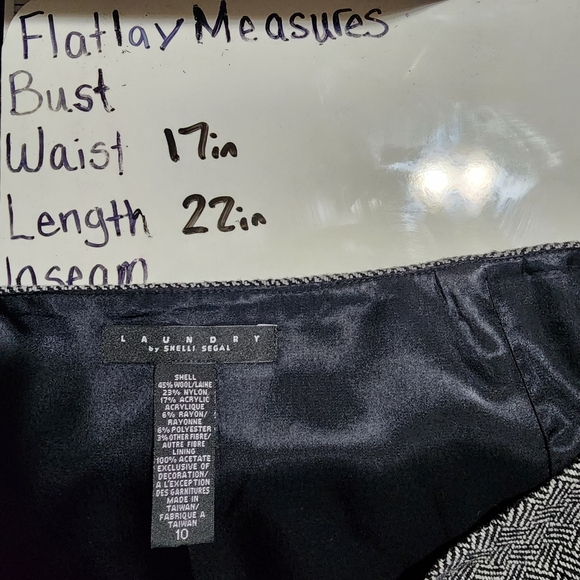 Flatlay Measures
Bust
Waist 17in
Length 22in
Inseam
LAUNDRY
by SHELLI SEGAL
SHELL
45% WOOL/LAINE
23% NYLON
17% ACRYLIC
ACRYLIQUE
6% RAYON/
RAYONNE
6% POLYESTER
3% OTHER FIBRE/
AUTRE FIBRE
LINING
100% ACETATE
EXCLUSIVE OF
DECORATION/
A L'EXCEPTION
DES GARNITURES
MADE IN
TAIWAN/
FABRIQUE A
TAIWAN
10